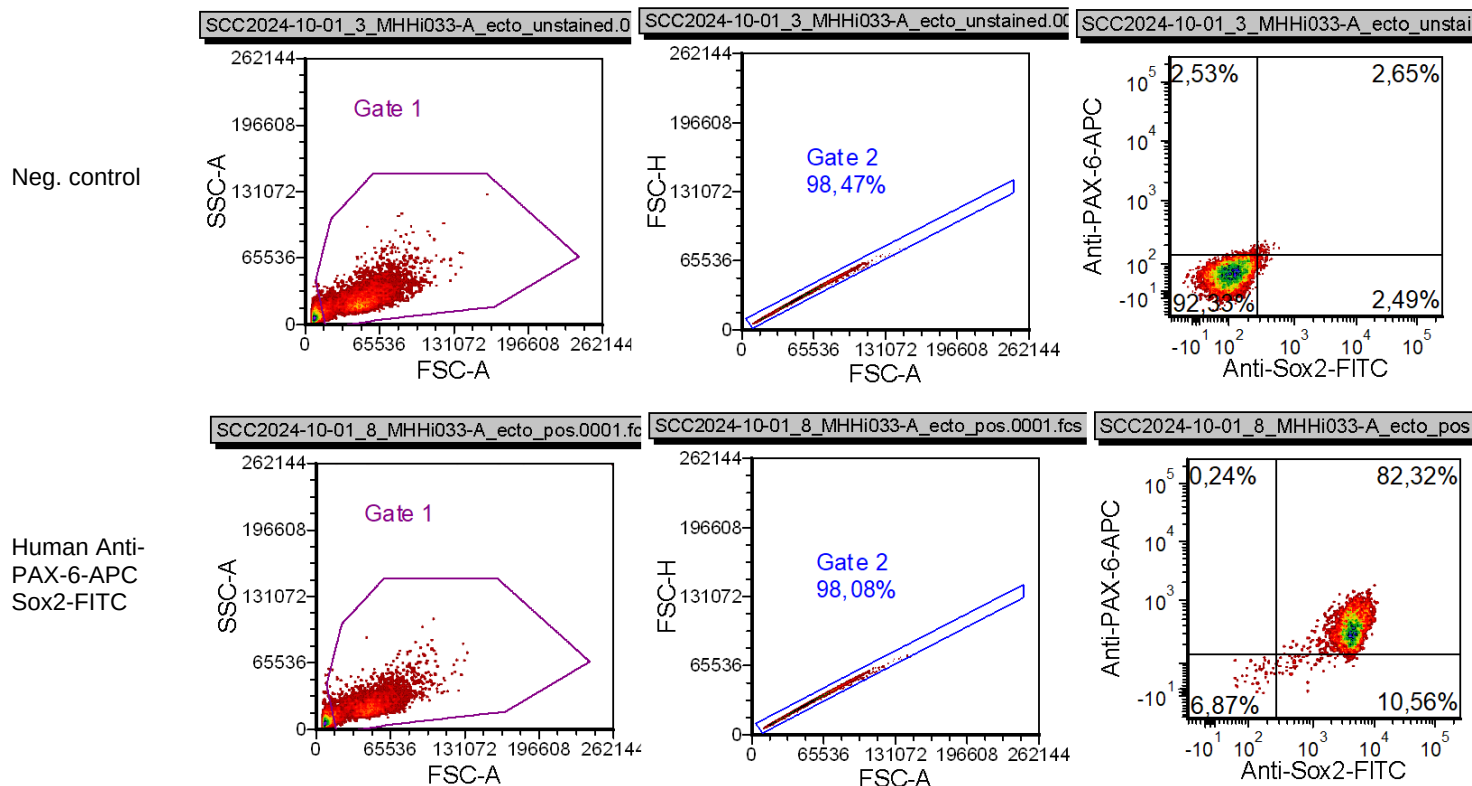 SCC2024-10-01_3_MHHi033-A_ecto_unstained.0
SCC2024-10-01_3_MHHi033-A_ecto_unstained.00
SCC2024-10-01_3_MHHi033-A_ecto_unstai
Neg. control
262144
196608
131072
65536
0
SSC-A
Gate 1
0 65536 131072 196608 262144
FSC-A
262144
196608
131072
65536
0
FSC-H
Gate 2
98,47%
0 65536 131072 196608 262144
FSC-A
2,53% 2,65%
92,33% 2,49%
10^5
10^4
10^3
10^2
-10^1
Anti-PAX-6-APC
-10^1 10^2 10^3 10^4 10^5
Anti-Sox2-FITC
SCC2024-10-01_8_MHHi033-A_ecto_pos.0001.fc
SCC2024-10-01_8_MHHi033-A_ecto_pos.0001.fcs
SCC2024-10-01_8_MHHi033-A_ecto_pos
Human Anti-
PAX-6-APC
Sox2-FITC
262144
196608
131072
65536
0
SSC-A
Gate 1
0 65536 131072 196608 262144
FSC-A
262144
196608
131072
65536
0
FSC-H
Gate 2
98,08%
0 65536 131072 196608 262144
FSC-A
0,24% 82,32%
6,87% 10,56%
10^5
10^4
10^3
-10^1
Anti-PAX-6-APC
-10^1 10^2 10^3 10^4 10^5
Anti-Sox2-FITC